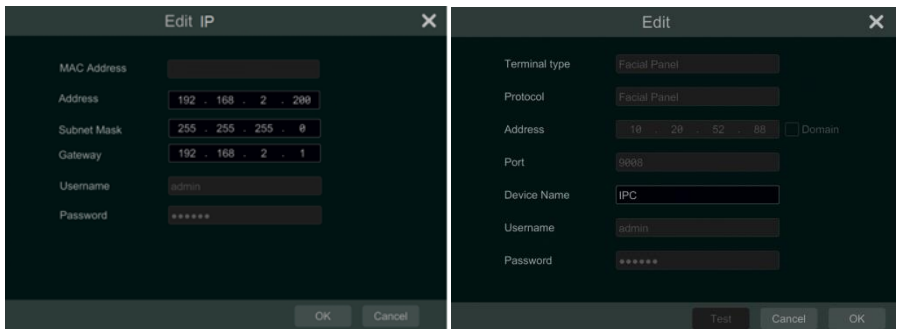 Edit IP
MAC Address
Address 192 . 168 . 2 . 200
Subnet Mask 255 . 255 . 255 . 0
Gateway 192 . 168 . 2 . 1
Username admin
Password ●●●●●●
OK Cancel
Edit
Terminal type Facial Panel
Protocol Facial Panel
Address 10 . 20 . 52 . 88 Domain
Port 9008
Device Name IPC
Username admin
Password ●●●●●●
Test Cancel OK